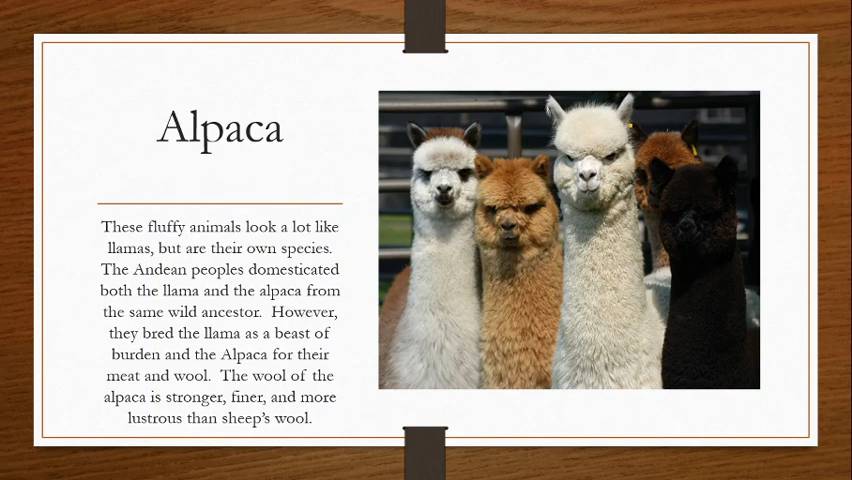 Alpaca
These fluffy animals look a lot like
llamas, but are their own species.
The Andean peoples domesticated
both the llama and the alpaca from
the same wild ancestor.  However,
they bred the llama as a beast of
burden and the Alpaca for their
meat and wool.  The wool of the
alpaca is stronger, finer, and more
lustrous than sheep’s wool.